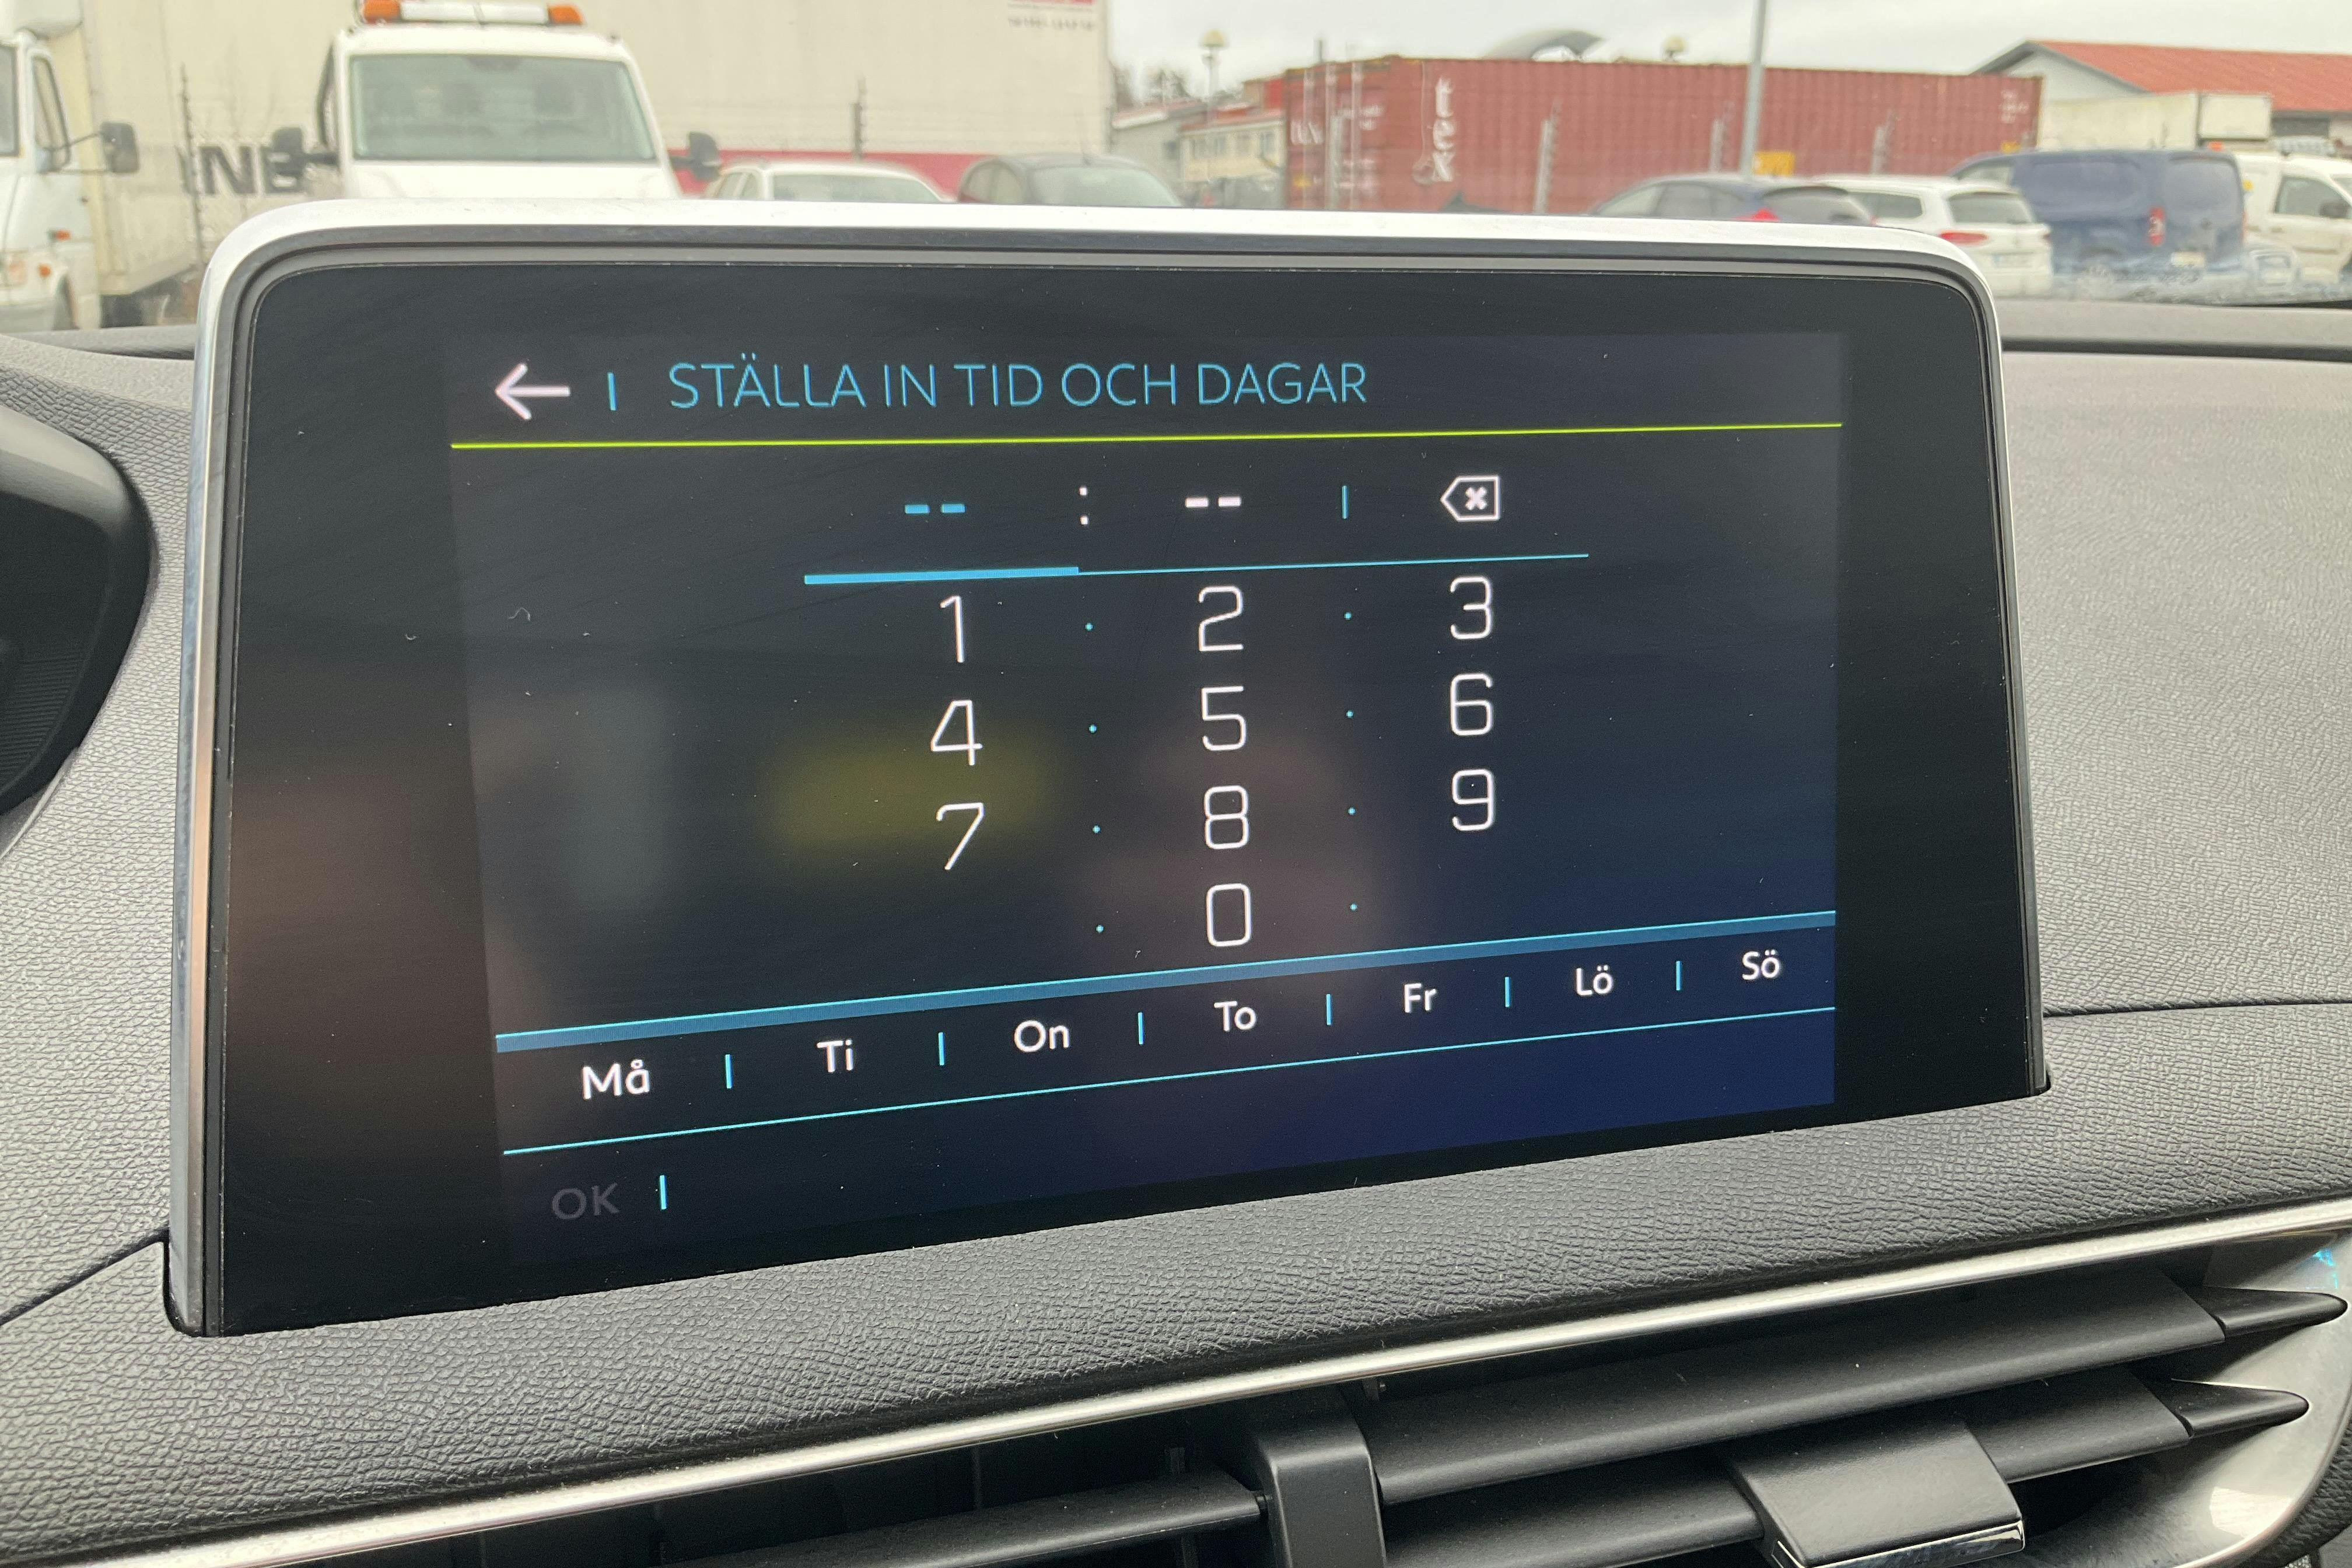 STÄLLA IN TID OCH DAGAR
-- : --
1 2 3
4 5 6
7 8 9
0
Må Ti On To Fr Lö Sö
OK